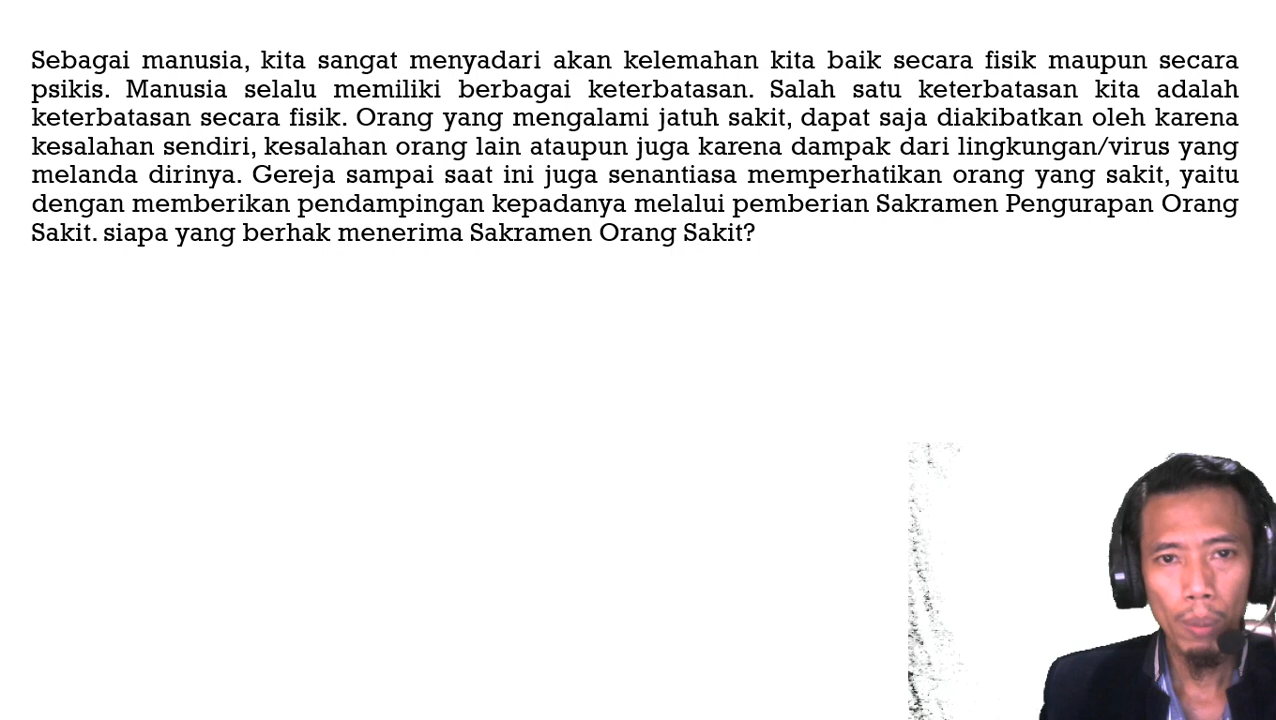 Sebagai manusia, kita sangat menyadari akan kelemahan kita baik secara fisik maupun secara
psikis. Manusia selalu memiliki berbagai keterbatasan. Salah satu keterbatasan kita adalah
keterbatasan secara fisik. Orang yang mengalami jatuh sakit, dapat saja diakibatkan oleh karena
kesalahan sendiri, kesalahan orang lain ataupun juga karena dampak dari lingkungan/virus yang
melanda dirinya. Gereja sampai saat ini juga senantiasa memperhatikan orang yang sakit, yaitu
dengan memberikan pendampingan kepadanya melalui pemberian Sakramen Pengurapan Orang
Sakit. siapa yang berhak menerima Sakramen Orang Sakit?